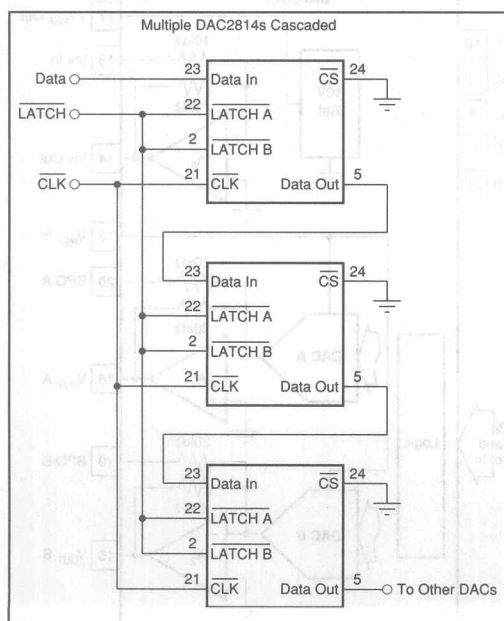 Multiple DAC2814s Cascaded
Data 23 Data In CS 24
LATCH 22 LATCH A
2 LATCH B
CLK 21 CLK Data Out 5
23 Data In CS 24
22 LATCH A
2 LATCH B
21 CLK Data Out 5
23 Data In CS 24
22 LATCH A
2 LATCH B
21 CLK Data Out 5 To Other DACs